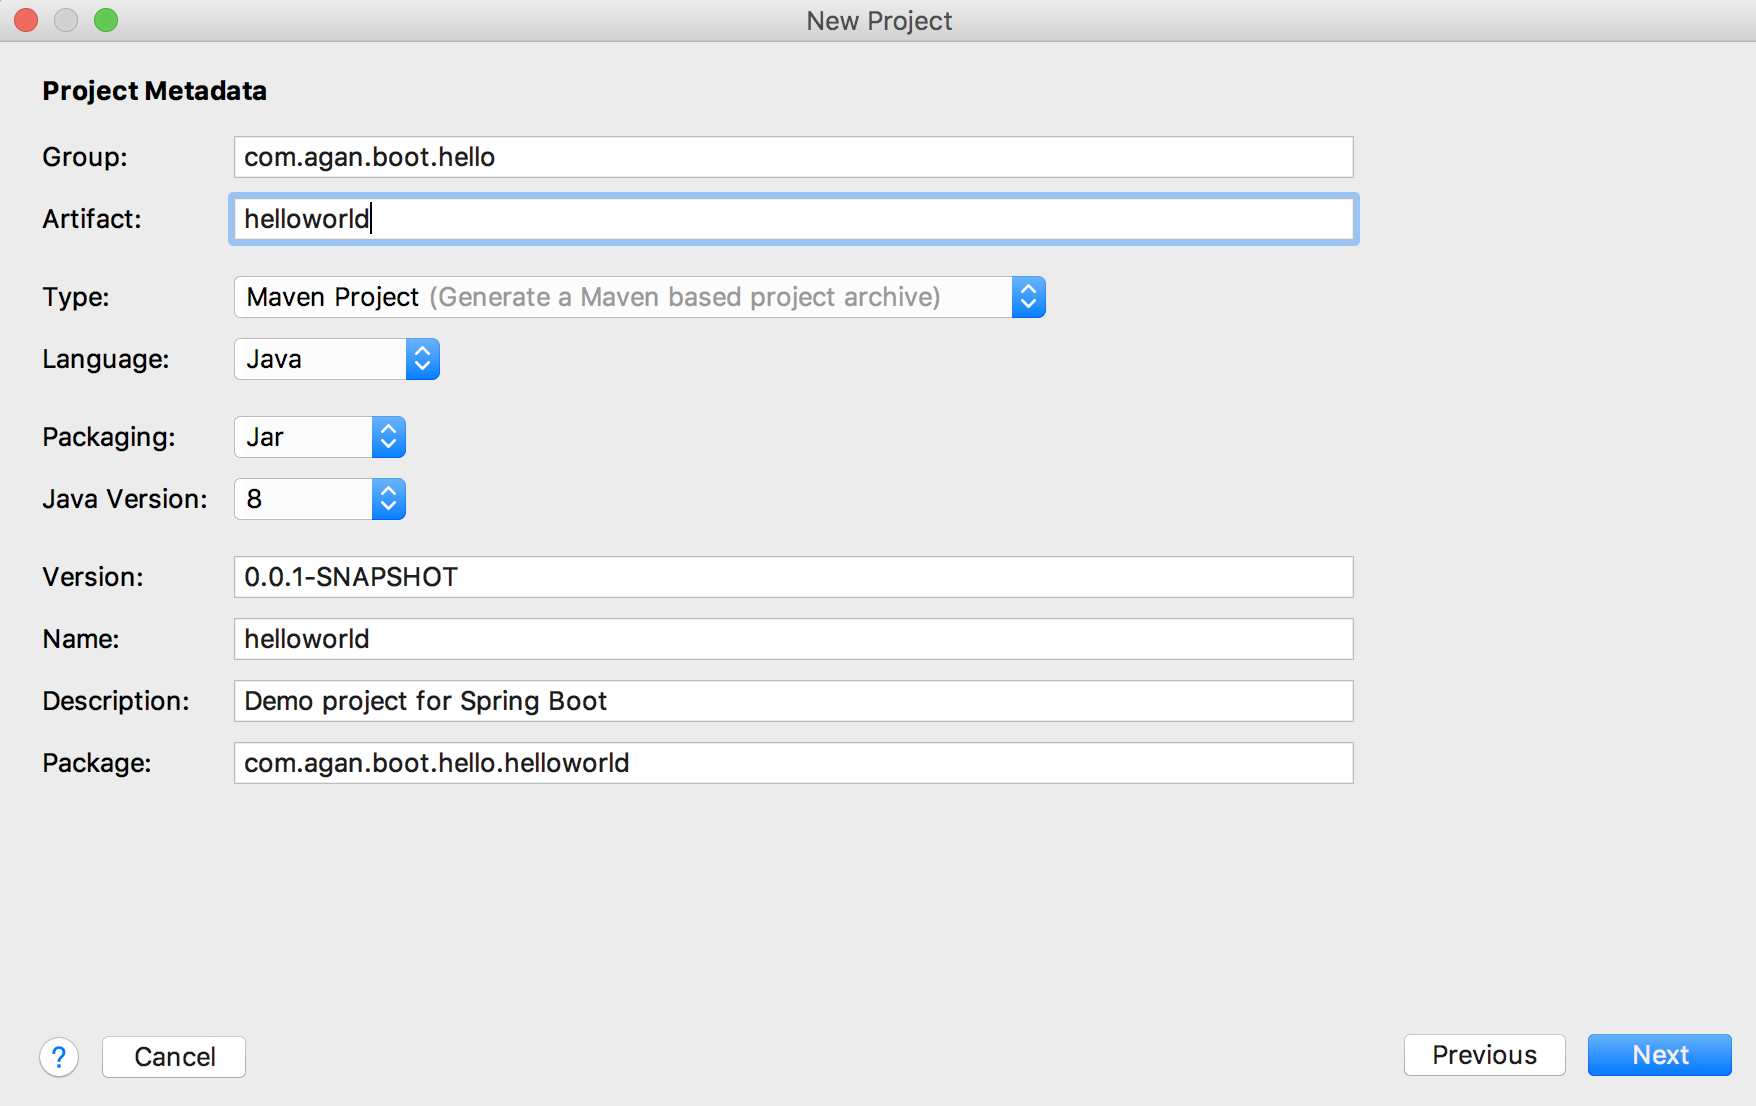 New Project
Project Metadata
Group: com.agan.boot.hello
Artifact: helloworld
Type: Maven Project (Generate a Maven based project archive)
Language: Java
Packaging: Jar
Java Version: 8
Version: 0.0.1-SNAPSHOT
Name: helloworld
Description: Demo project for Spring Boot
Package: com.agan.boot.hello.helloworld
? Cancel Previous Next